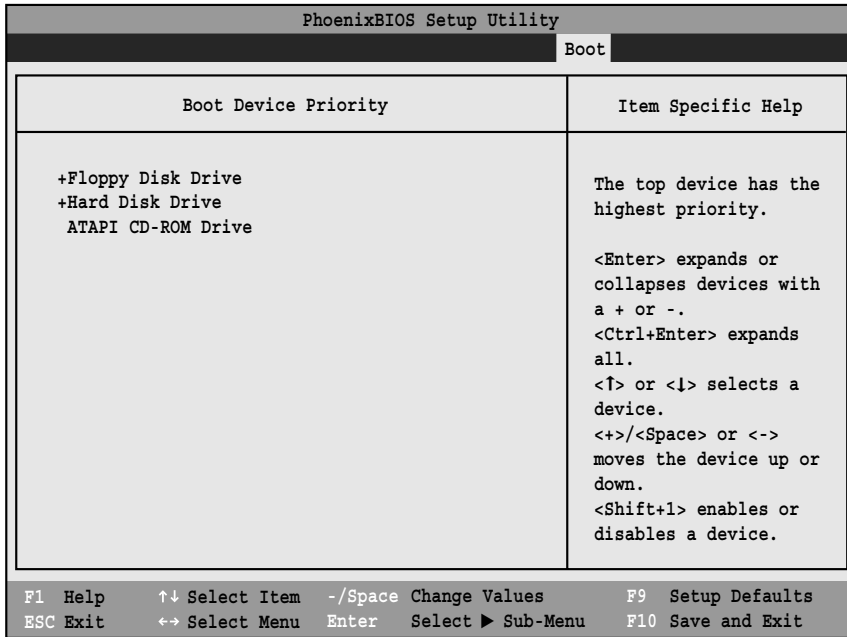 PhoenixBIOS Setup Utility
Boot
Boot Device Priority
Item Specific Help
+Floppy Disk Drive
+Hard Disk Drive
ATAPI CD-ROM Drive
The top device has the
highest priority.
<Enter> expands or
collapses devices with
a + or -.
<Ctrl+Enter> expands
all.
<↑> or <↓> selects a
device.
<+>/<Space> or <->
moves the device up or
down.
<Shift+1> enables or
disables a device.
F1 Help ↑↓ Select Item -/Space Change Values F9 Setup Defaults
ESC Exit ←→ Select Menu Enter Select ▶ Sub-Menu F10 Save and Exit